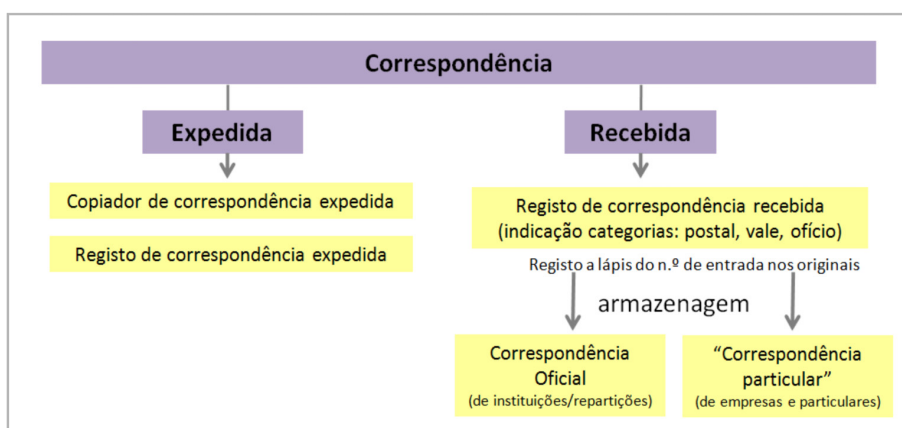 Correspondência
Expedida
Copiador de correspondência expedida
Registo de correspondência expedida
Recebida
Registo de correspondência recebida
(indicação categorias: postal, vale, ofício)
Registo a lápis do n.º de entrada nos originais
armazenagem
Correspondência
Oficial
(de instituições/repartições)
“Correspondência
particular”
(de empresas e particulares)